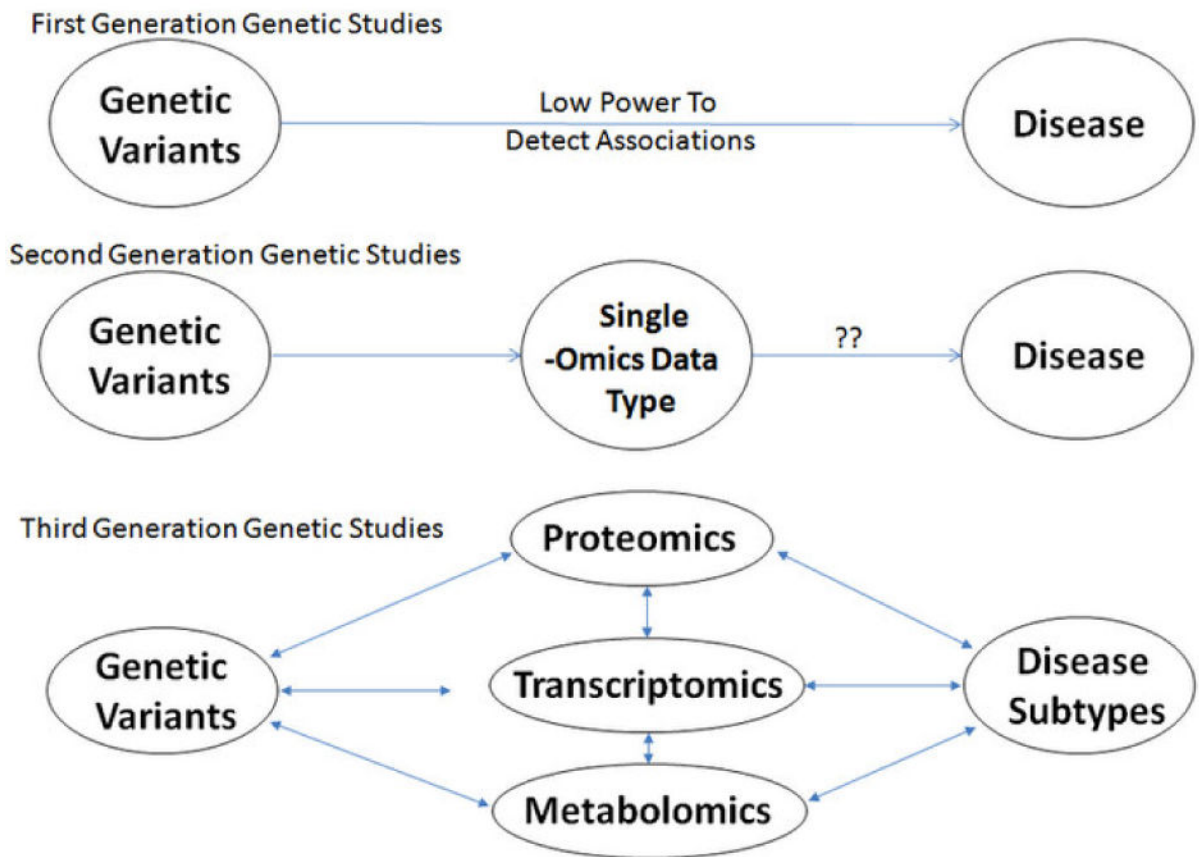 First Generation Genetic Studies
Genetic
Variants
Low Power To
Detect Associations
Disease
Second Generation Genetic Studies
Genetic
Variants
Single
-Omics Data
Type
??
Disease
Third Generation Genetic Studies
Proteomics
Genetic
Variants
Transcriptomics
Disease
Subtypes
Metabolomics